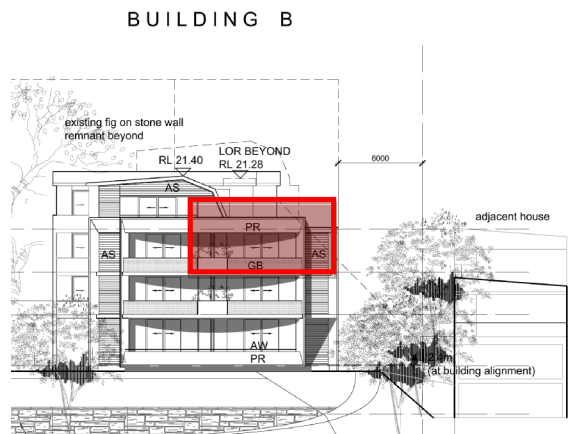 BUILDING B
existing fig on stone wall
remnant beyond
LOR BEYOND
RL 21.40
RL 21.28
6000
AS
PR
adjacent house
AS
AS
GB
AW
PR
(at building alignment)